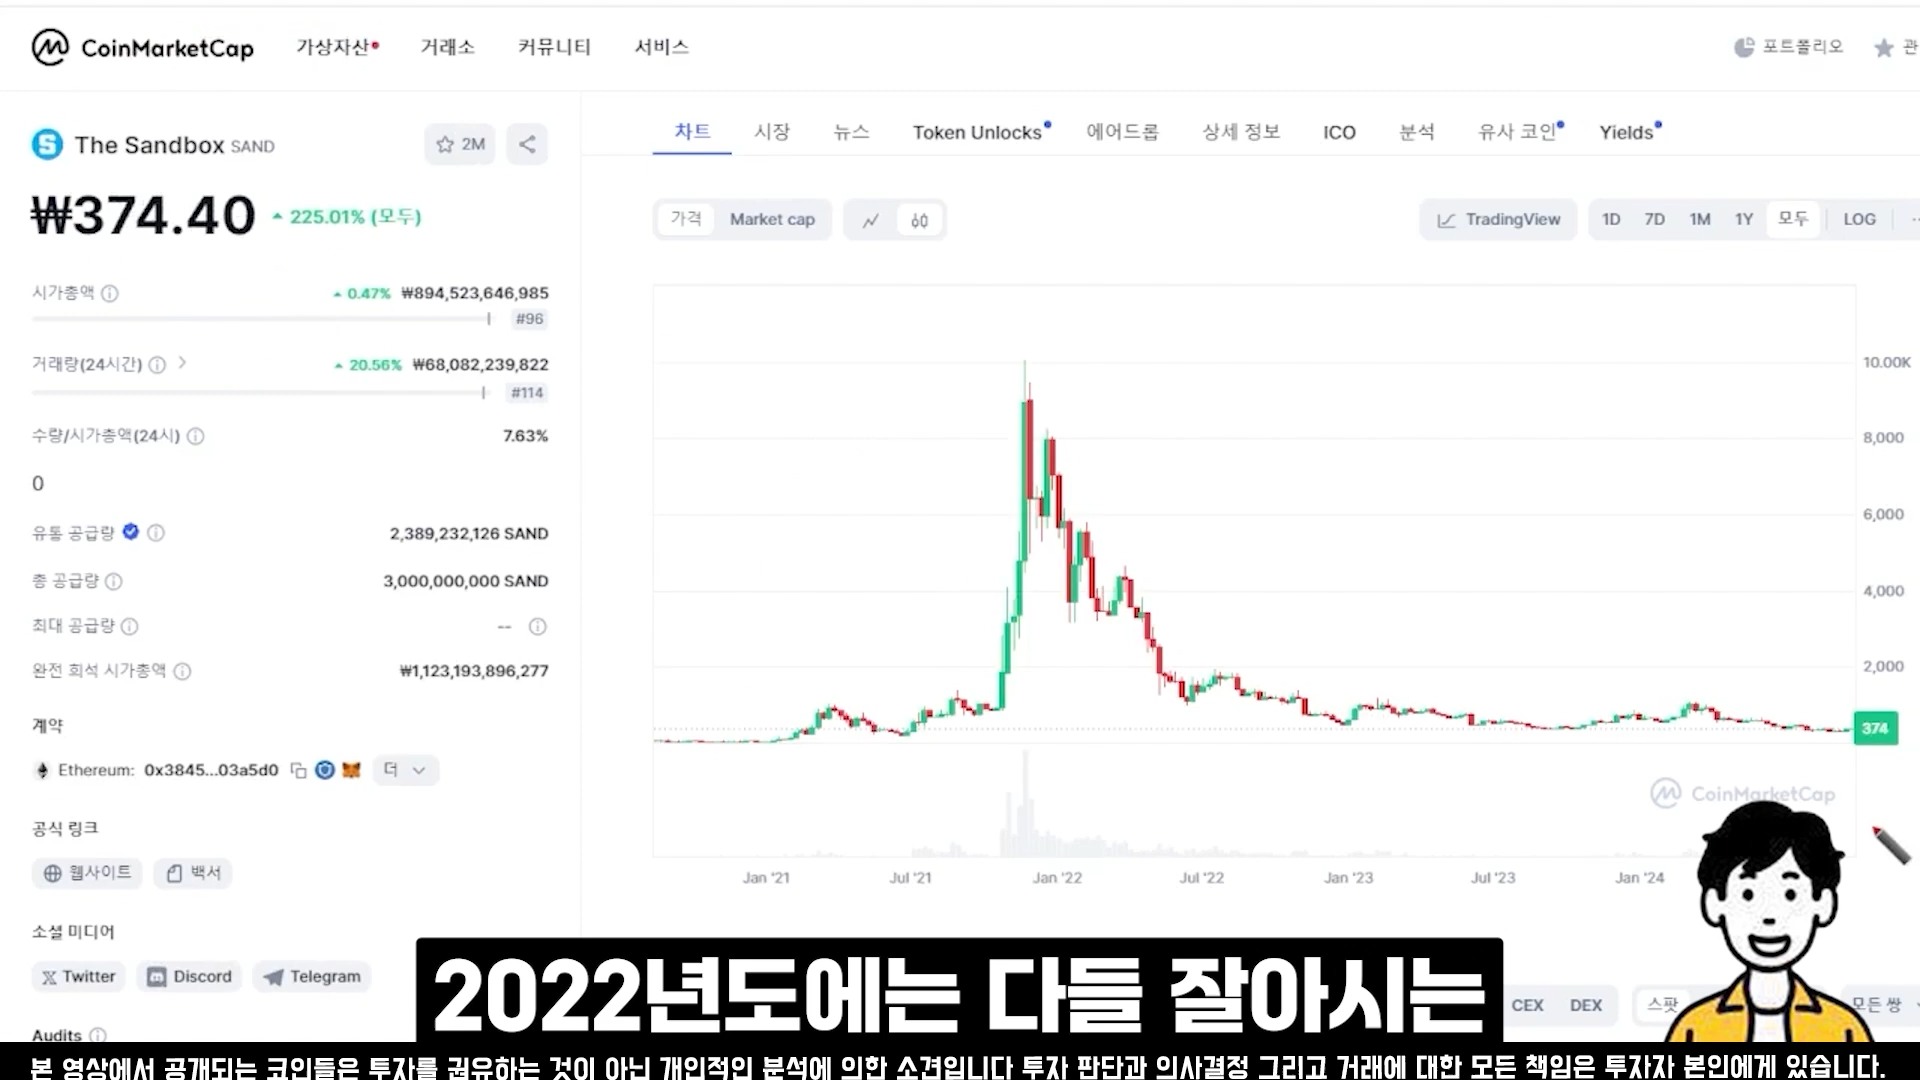 CoinMarketCap 가상자산 거래소 커뮤니티 서비스 포트폴리오 관
The Sandbox SAND 2M
차트 시장 뉴스 Token Unlocks 에어드롭 상세 정보 ICO 분석 유사 코인 Yields
₩374.40 225.01% (모두)
가격 Market cap TradingView 1D 7D 1M 1Y 모두 LOG
시가총액 0.47% ₩894,523,646,985
#96
거래량(24시간) 20.56% ₩68,082,239,822
#114
수량/시가총액(24시) 7.63%
0
유통 공급량 2,389,232,126 SAND
총 공급량 3,000,000,000 SAND
최대 공급량 --
완전 희석 시가총액 ₩1,123,193,896,277
계약
Ethereum: 0x3845...03a5d0 더
공식 링크
웹사이트 백서
소셜 미디어
Twitter Discord Telegram
Audits
10.00K
8,000
6,000
4,000
2,000
374
CoinMarketCap
Jan '21 Jul '21 Jan '22 Jul '22 Jan '23 Jul '23 Jan '24
CEX DEX 스팟 모든 쌍
2022년도에는 다들 잘아시는
본 영상에서 공개되는 코인들은 투자를 권유하는 것이 아닌 개인적인 분석에 의한 소견입니다 투자 판단과 의사결정 그리고 거래에 대한 모든 책임은 투자자 본인에게 있습니다.